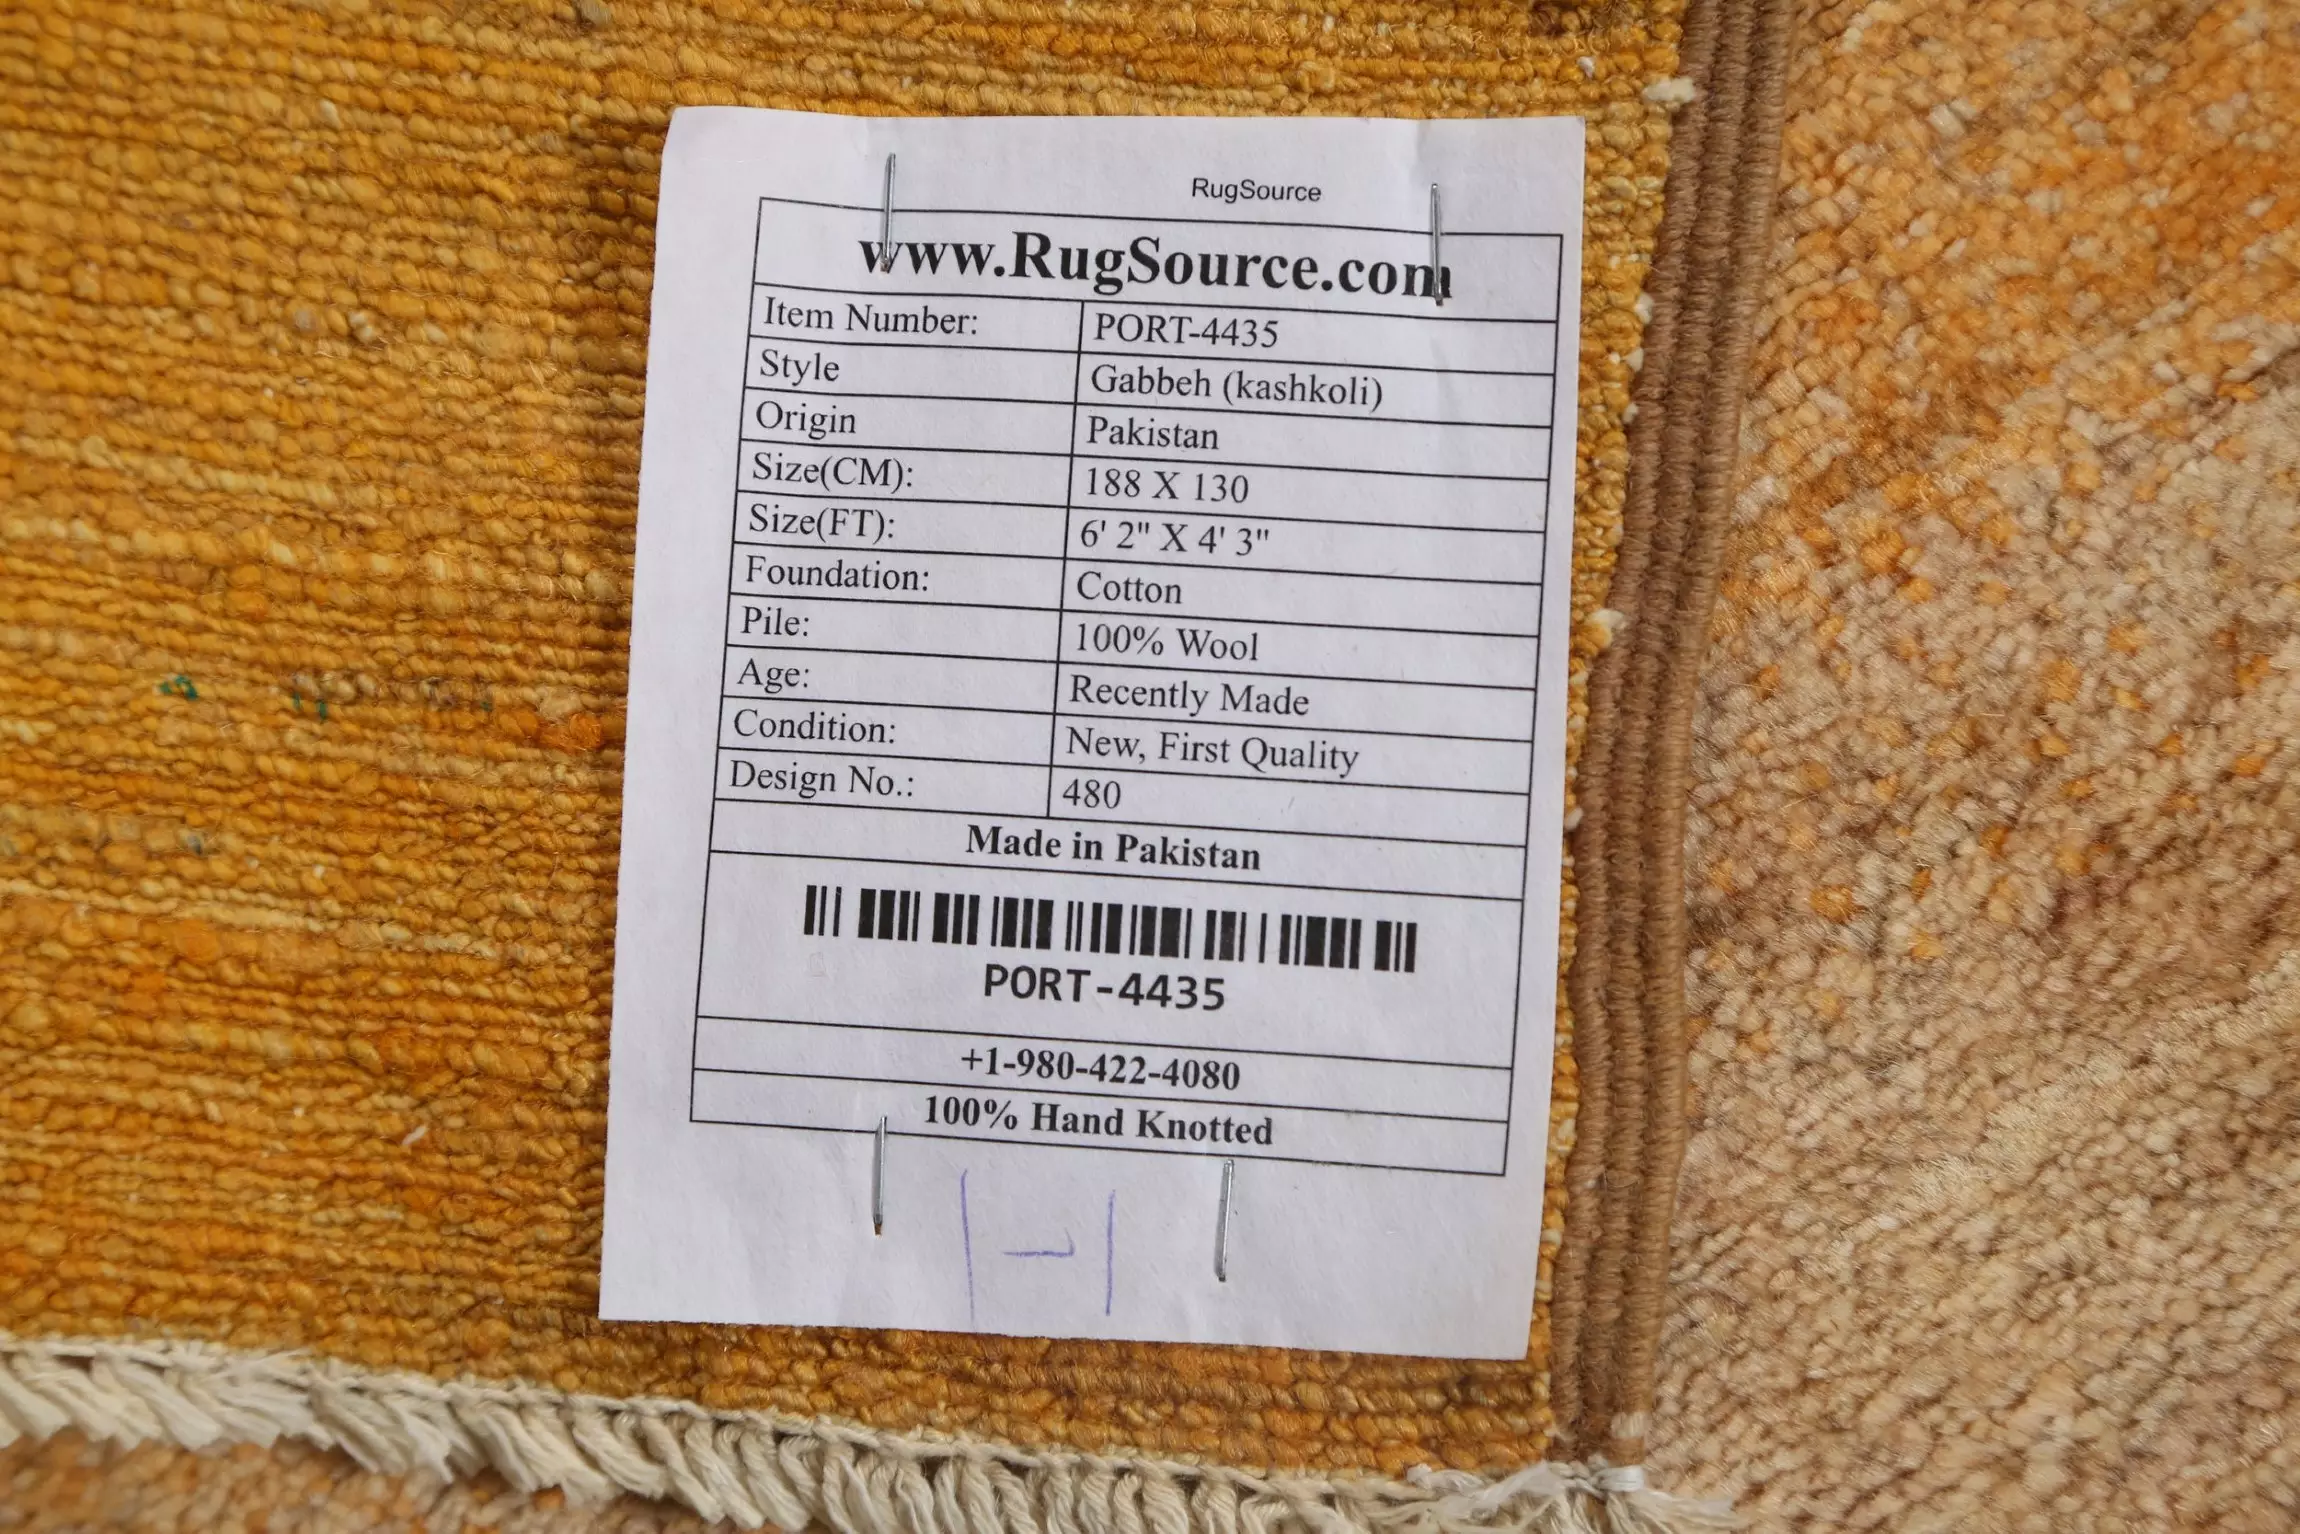 RugSource
www.RugSource.com
Item Number: PORT-4435
Style Gabbeh (kashkoli)
Origin Pakistan
Size(CM): 188 X 130
Size(FT): 6' 2" X 4' 3"
Foundation: Cotton
Pile: 100% Wool
Age: Recently Made
Condition: New, First Quality
Design No.: 480
Made in Pakistan
PORT-4435
+1-980-422-4080
100% Hand Knotted